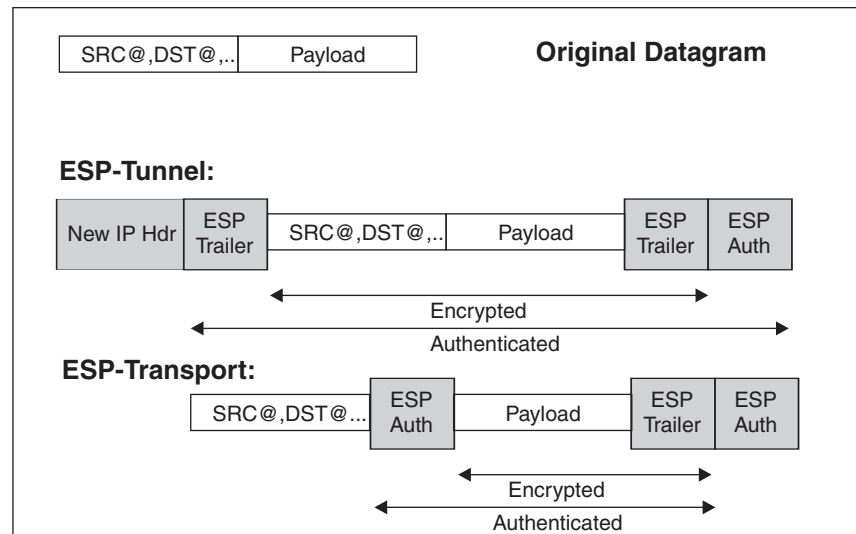 SRC@,DST@,.. Payload Original Datagram
ESP-Tunnel:
New IP Hdr ESP Trailer SRC@,DST@,.. Payload ESP Trailer ESP Auth
Encrypted
Authenticated
ESP-Transport:
SRC@,DST@... ESP Auth Payload ESP Trailer ESP Auth
Encrypted
Authenticated